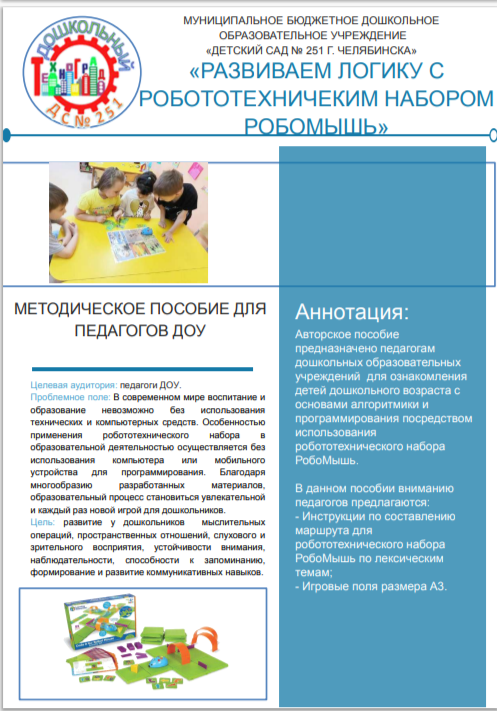 МУНИЦИПАЛЬНОЕ БЮДЖЕТНОЕ ДОШКОЛЬНОЕ
ОБРАЗОВАТЕЛЬНОЕ УЧРЕЖДЕНИЕ
«ДЕТСКИЙ САД № 251 Г. ЧЕЛЯБИНСКА»
«РАЗВИВАЕМ ЛОГИКУ С
РОБОТОТЕХНИЧЕКИМ НАБОРОМ
РОБОМЫШЬ»
ДОШКОЛЬНЫЙ
ТЕХНОГРАД
ДС № 251
МЕТОДИЧЕСКОЕ ПОСОБИЕ ДЛЯ
ПЕДАГОГОВ ДОУ
Целевая аудитория: педагоги ДОУ.
Проблемное поле: В современном мире воспитание и
образование невозможно без использования
технических и компьютерных средств. Особенностью
применения робототехнического набора в
образовательной деятельностью осуществляется без
использования компьютера или мобильного
устройства для программирования. Благодаря
многообразию разработанных материалов,
образовательный процесс становиться увлекательной
и каждый раз новой игрой для дошкольников.
Цель: развитие у дошкольников мыслительных
операций, пространственных отношений, слухового и
зрительного восприятия, устойчивости внимания,
наблюдательности, способности к запоминанию,
формирование и развитие коммуникативных навыков.
Аннотация:
Авторское пособие
предназначено педагогам
дошкольных образовательных
учреждений для ознакомления
детей дошкольного возраста с
основами алгоритмики и
программирования посредством
использования
робототехнического набора
РобоМышь.
В данном пособии вниманию
педагогов предлагаются:
- Инструкции по составлению
маршрута для
робототехнического набора
РобоМышь по лексическим
темам;
- Игровые поля размера А3.